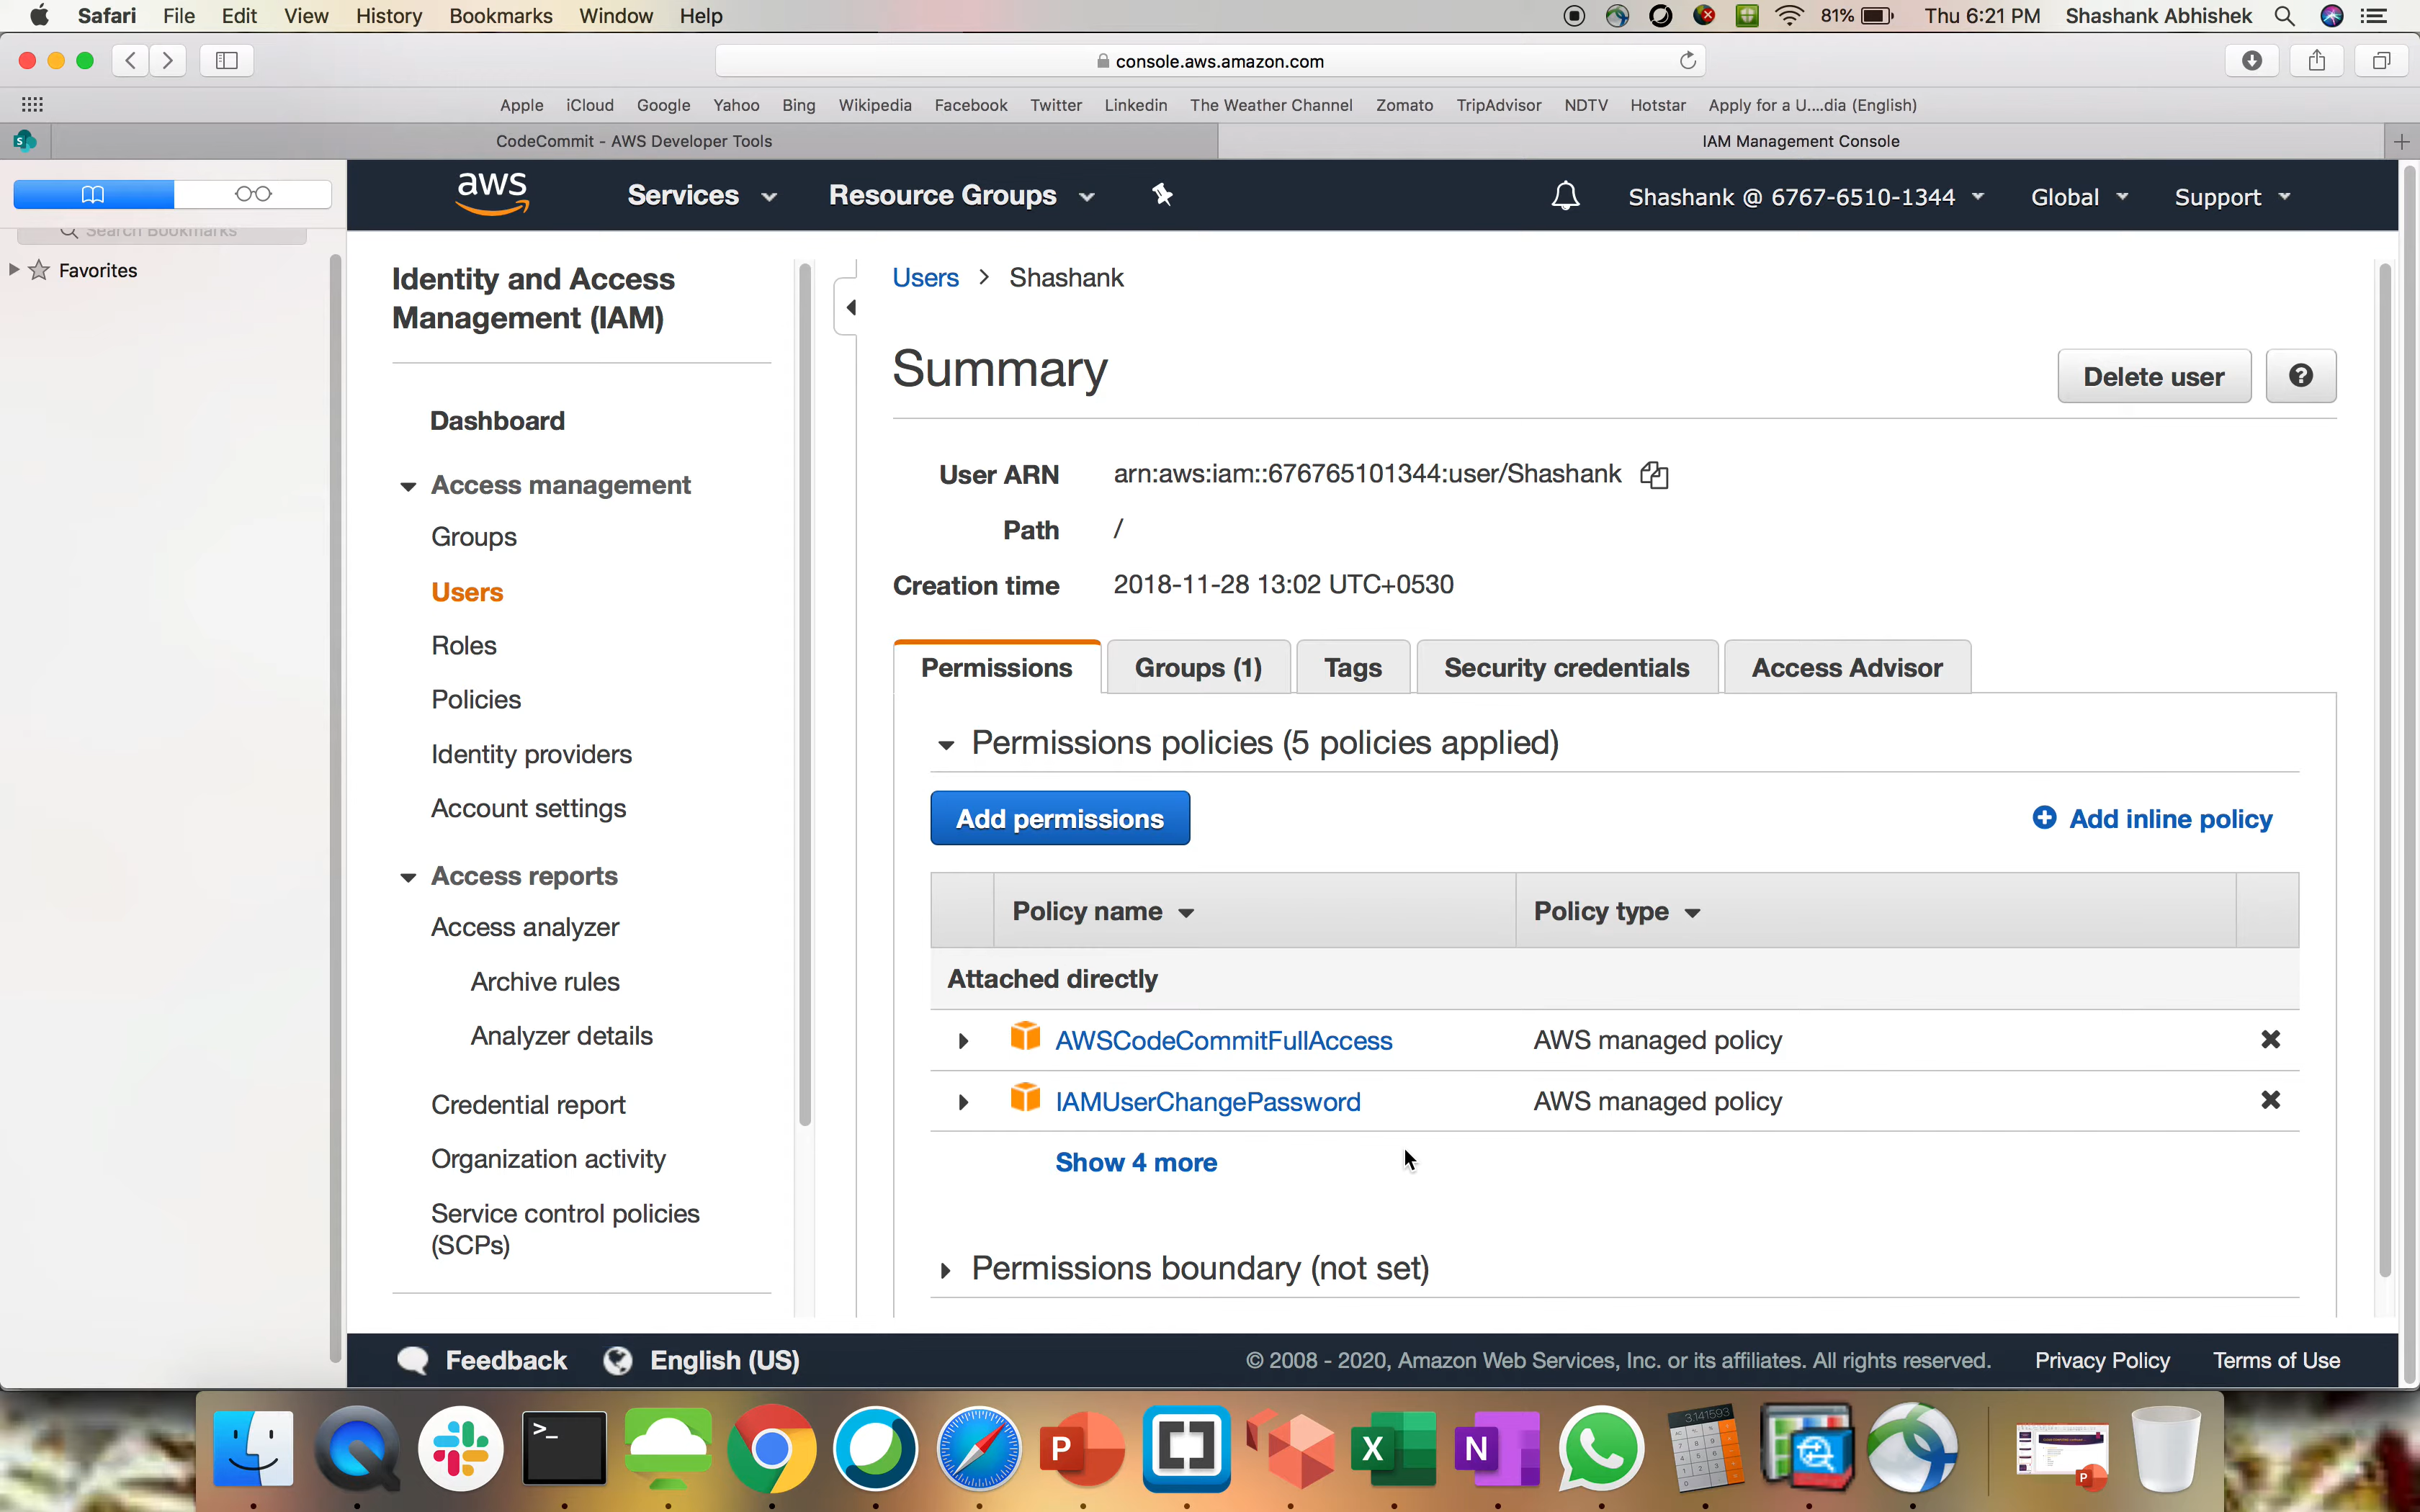 Safari File Edit View History Bookmarks Window Help 81% Thu 6:21 PM Shashank Abhishek
console.aws.amazon.com
Apple iCloud Google Yahoo Bing Wikipedia Facebook Twitter Linkedin The Weather Channel Zomato TripAdvisor NDTV Hotstar Apply for a U....dia (English)
CodeCommit - AWS Developer Tools IAM Management Console
Search Bookmarks
Favorites
aws Services Resource Groups Shashank @ 6767-6510-1344 Global Support
Identity and Access
Management (IAM)
Dashboard
Access management
Groups
Users
Roles
Policies
Identity providers
Account settings
Access reports
Access analyzer
Archive rules
Analyzer details
Credential report
Organization activity
Service control policies
(SCPs)
Users > Shashank
Summary
Delete user
User ARN arn:aws:iam::676765101344:user/Shashank
Path /
Creation time 2018-11-28 13:02 UTC+0530
Permissions Groups (1) Tags Security credentials Access Advisor
Permissions policies (5 policies applied)
Add permissions Add inline policy
Policy name Policy type
Attached directly
AWSCodeCommitFullAccess AWS managed policy
IAMUserChangePassword AWS managed policy
Show 4 more
Permissions boundary (not set)
Feedback English (US) © 2008 - 2020, Amazon Web Services, Inc. or its affiliates. All rights reserved. Privacy Policy Terms of Use